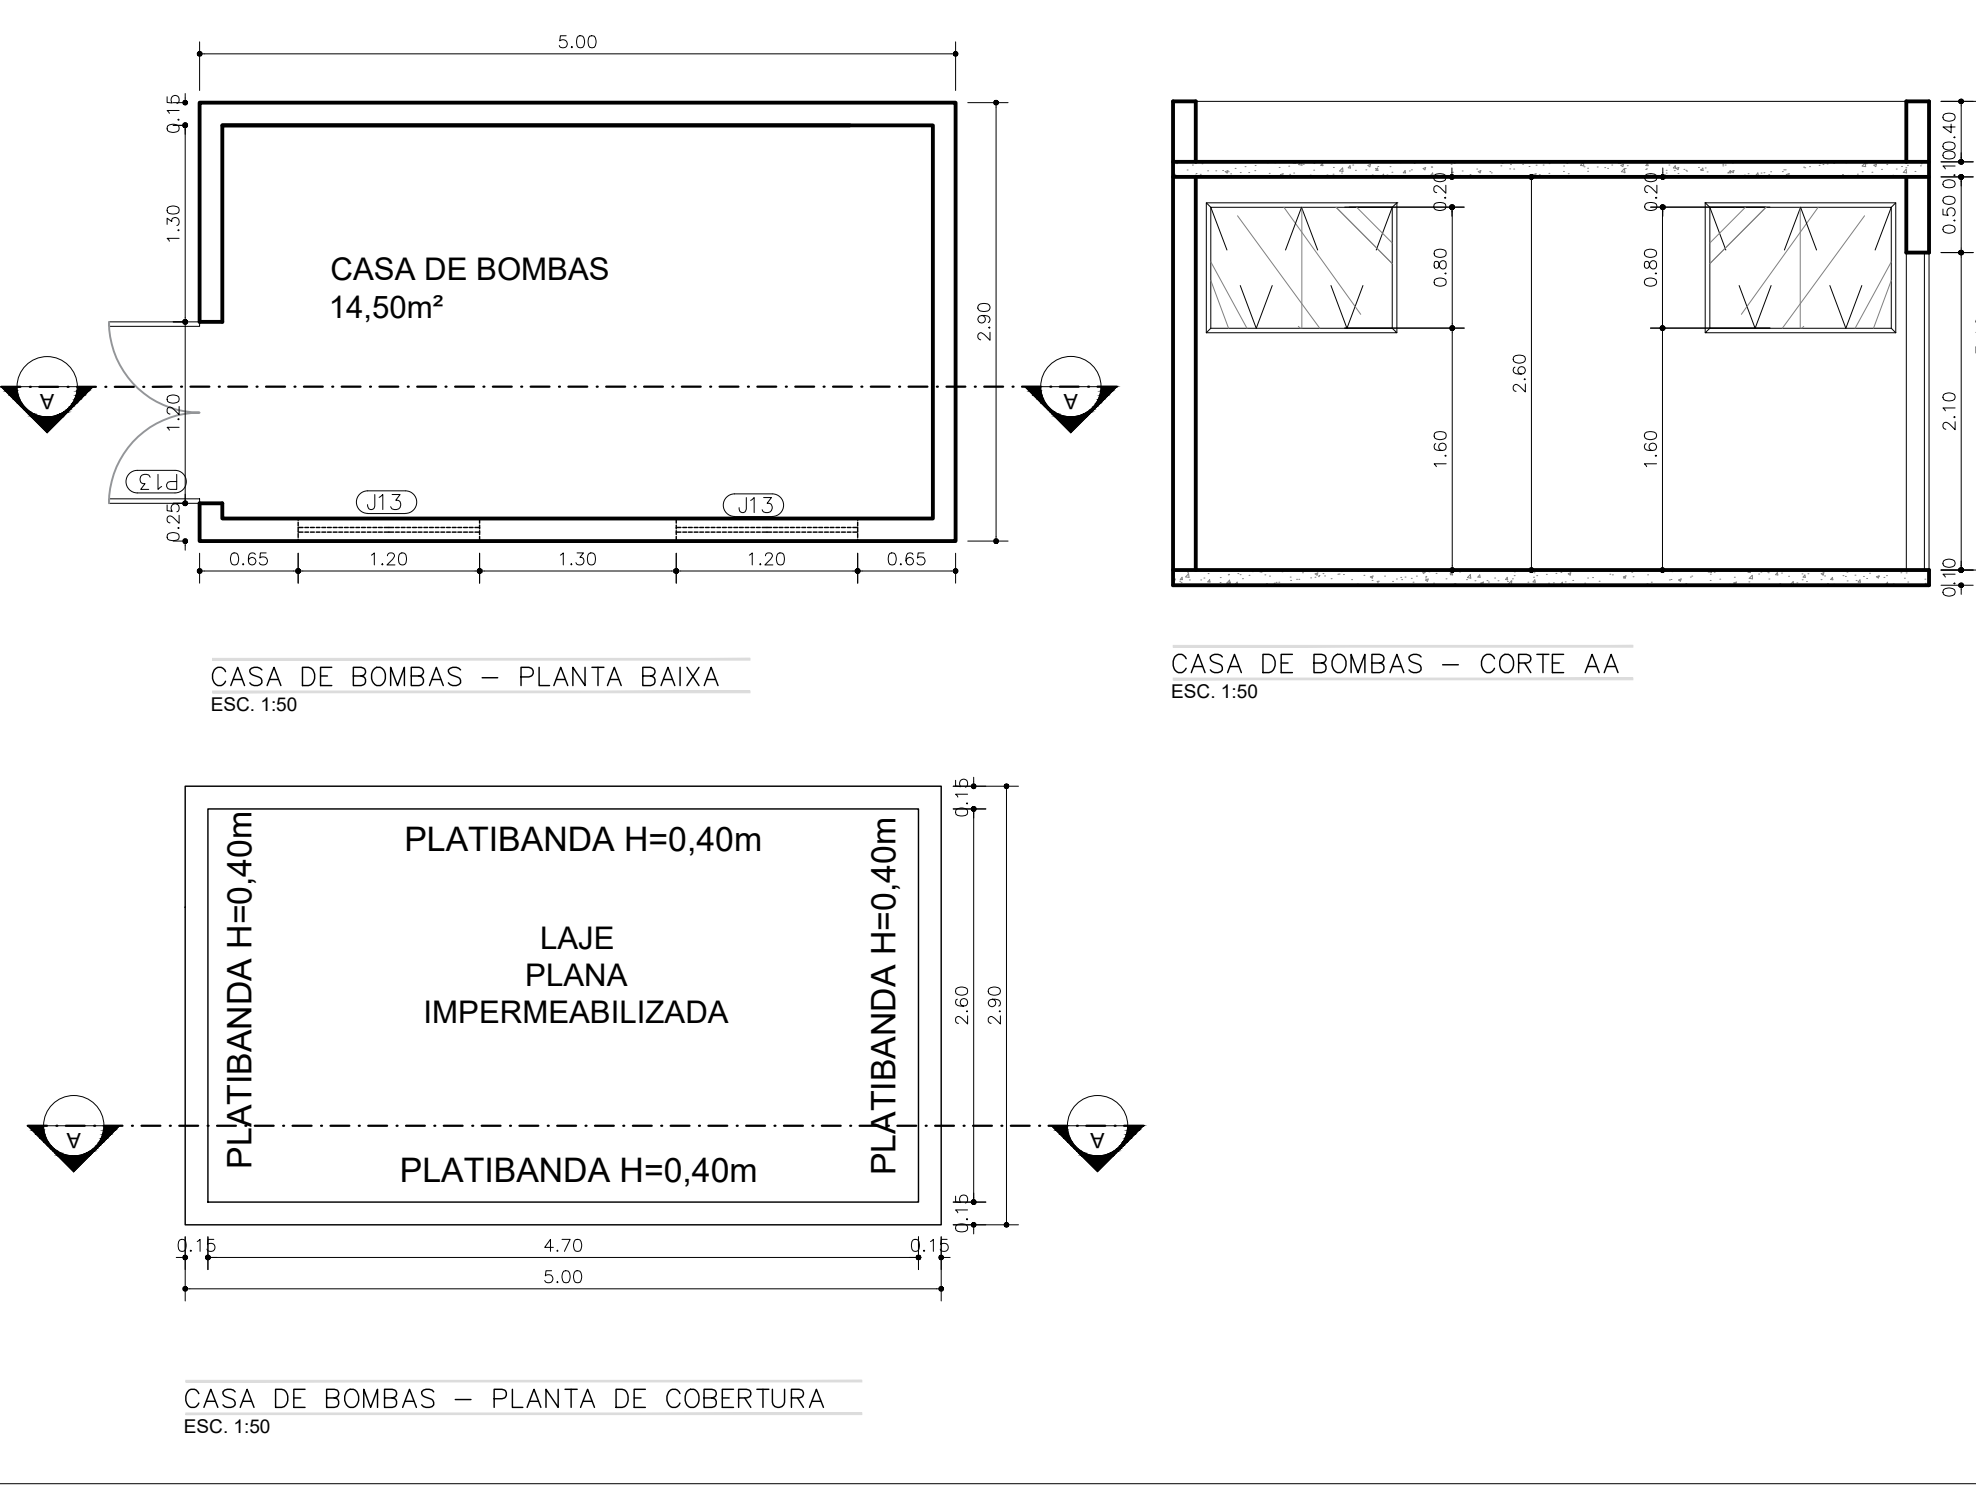 5.00
0.15
1.30
CASA DE BOMBAS
14,50m²
2.90
A
A
1.20
P13
J13
J13
0.25
0.65
1.20
1.30
1.20
0.65
CASA DE BOMBAS – PLANTA BAIXA
ESC. 1:50
0.40
0.10
0.20
0.20
0.50
0.80
0.80
2.60
2.10
1.60
1.60
0.10
CASA DE BOMBAS – CORTE AA
ESC. 1:50
0.15
PLATIBANDA H=0,40m
PLATIBANDA H=0,40m
PLATIBANDA H=0,40m
LAJE
PLANA
IMPERMEABILIZADA
2.60
2.90
A
A
PLATIBANDA H=0,40m
0.15
0.15
4.70
0.15
5.00
CASA DE BOMBAS – PLANTA DE COBERTURA
ESC. 1:50